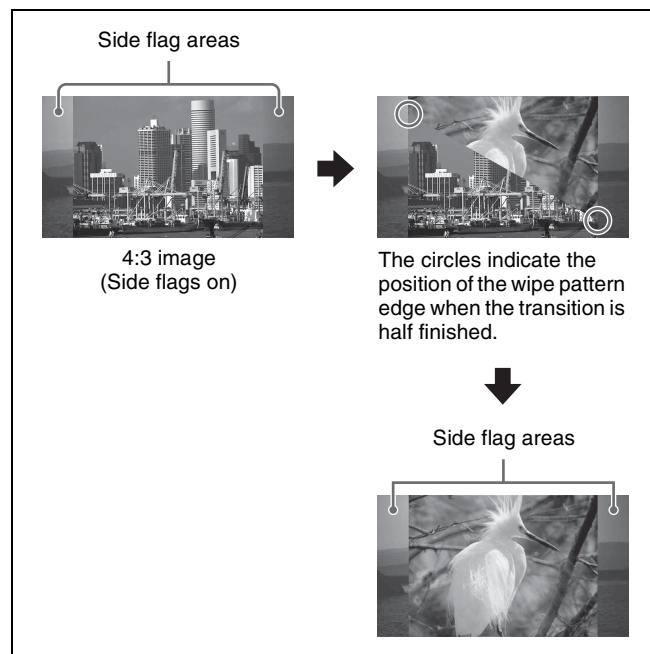 Side flag areas
4:3 image
(Side flags on)
The circles indicate the
position of the wipe pattern
edge when the transition is
half finished.
Side flag areas